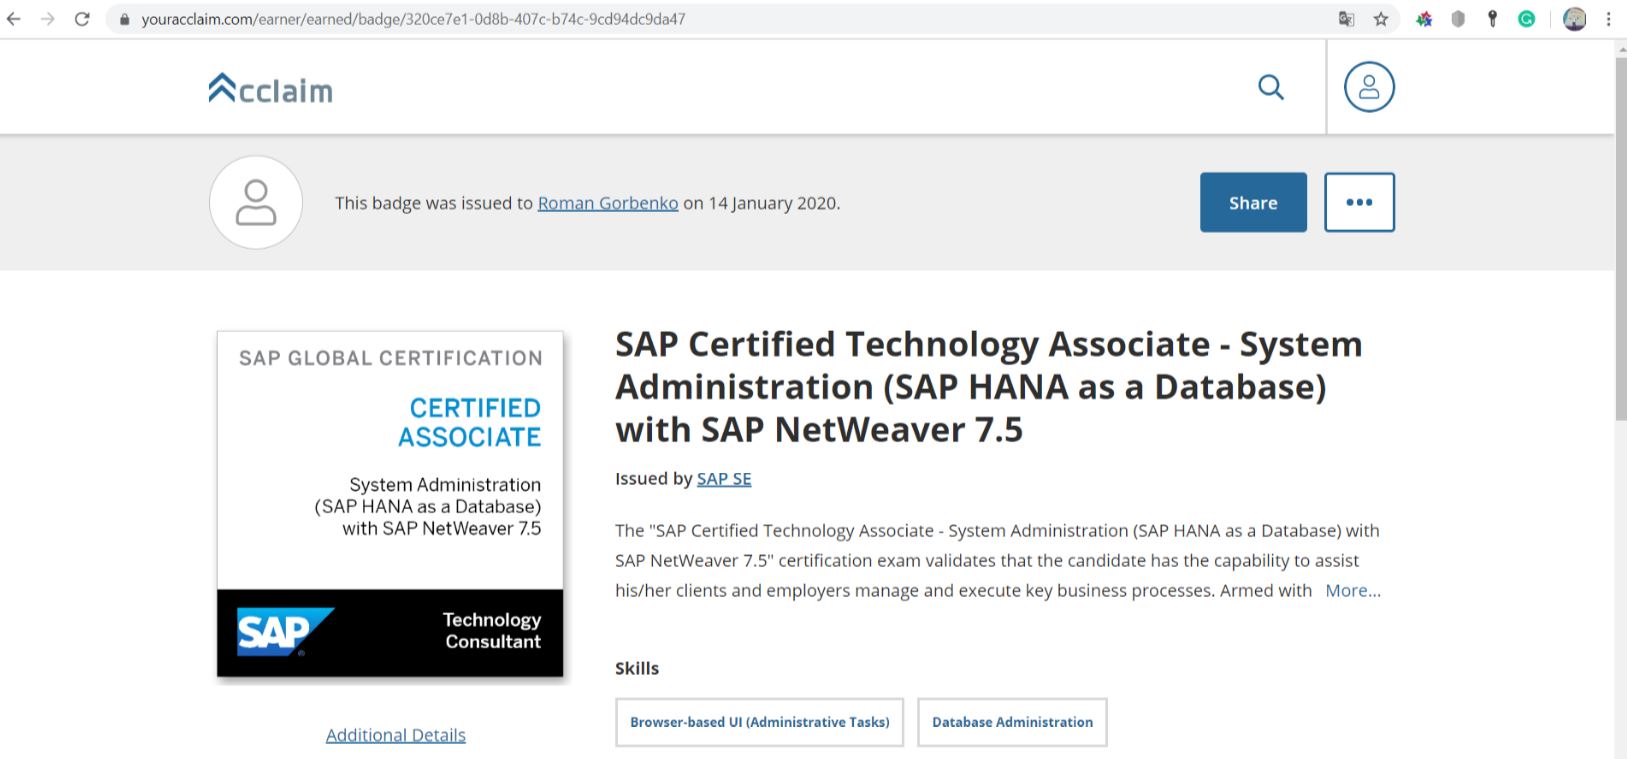 youracclaim.com/earner/earned/badge/320ce7e1-0d8b-407c-b74c-9cd94dc9da47
cclaim
This badge was issued to Roman Gorbenko on 14 January 2020.
Share
SAP GLOBAL CERTIFICATION
CERTIFIED
ASSOCIATE
System Administration
(SAP HANA as a Database)
with SAP NetWeaver 7.5
SAP®
Technology
Consultant
Additional Details
SAP Certified Technology Associate - System
Administration (SAP HANA as a Database)
with SAP NetWeaver 7.5
Issued by SAP SE
The "SAP Certified Technology Associate - System Administration (SAP HANA as a Database) with
SAP NetWeaver 7.5" certification exam validates that the candidate has the capability to assist
his/her clients and employers manage and execute key business processes. Armed with More...
Skills
Browser-based UI (Administrative Tasks)
Database Administration